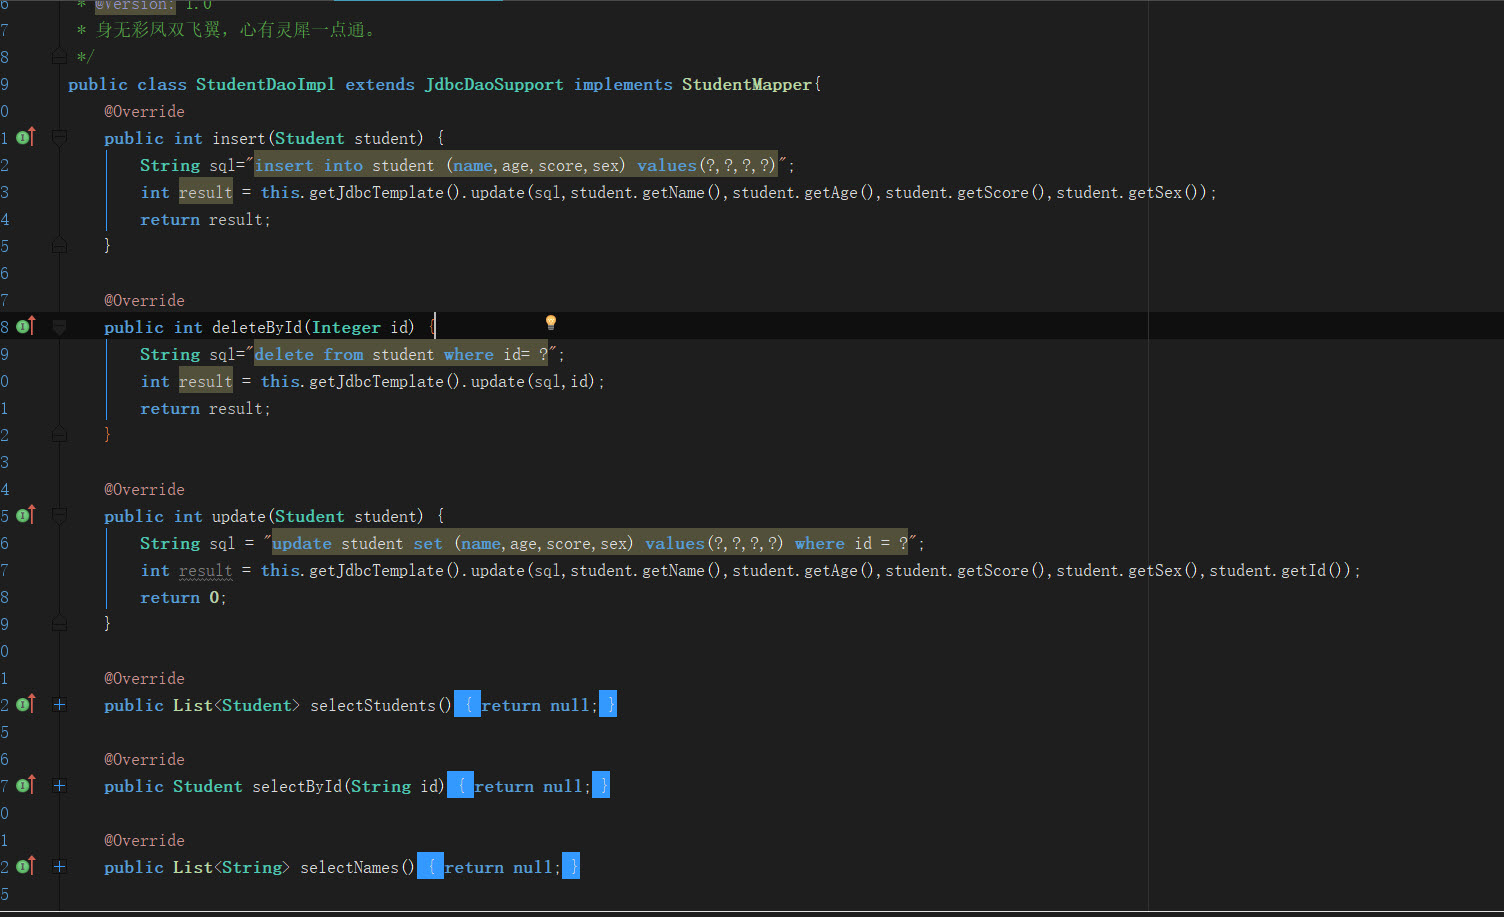 6 * @Version: 1.0
7 * 身无彩凤双飞翼，心有灵犀一点通。
8 */
9 public class StudentDaoImpl extends JdbcDaoSupport implements StudentMapper{
0 @Override
1 public int insert(Student student) {
2 String sql="insert into student (name,age,score,sex) values(?,?,?,?)";
3 int result = this.getJdbcTemplate().update(sql,student.getName(),student.getAge(),student.getScore(),student.getSex());
4 return result;
5 }
6
7 @Override
8 public int deleteById(Integer id) {
9 String sql="delete from student where id= ?";
0 int result = this.getJdbcTemplate().update(sql,id);
1 return result;
2 }
3
4 @Override
5 public int update(Student student) {
6 String sql = "update student set (name,age,score,sex) values(?,?,?,?) where id = ?";
7 int result = this.getJdbcTemplate().update(sql,student.getName(),student.getAge(),student.getScore(),student.getSex(),student.getId());
8 return 0;
9 }
0
1 @Override
2 public List<Student> selectStudents() { return null; }
5
6 @Override
7 public Student selectById(String id) { return null; }
0
1 @Override
2 public List<String> selectNames() { return null; }
5